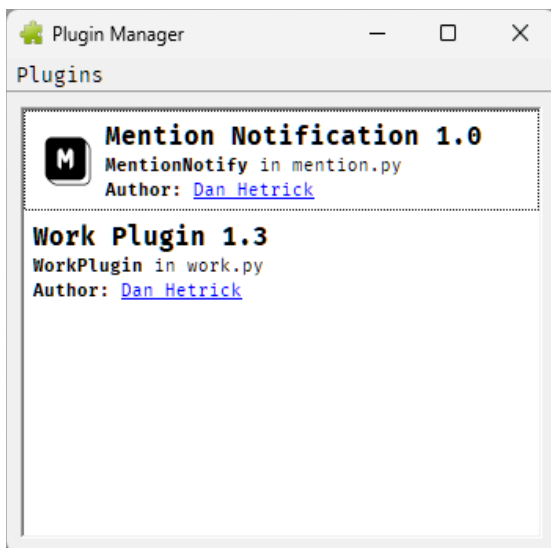 Plugin Manager
Plugins
M
Mention Notification 1.0
MentionNotify in mention.py
Author: Dan Hetrick
Work Plugin 1.3
WorkPlugin in work.py
Author: Dan Hetrick